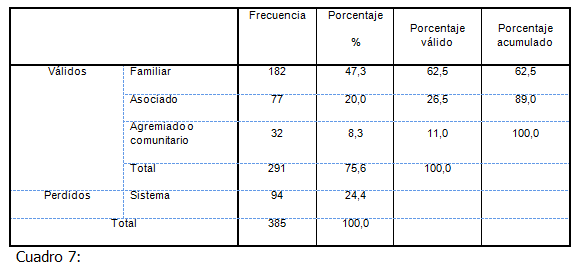 Frecuencia Porcentaje % Porcentaje válido Porcentaje acumulado
Válidos Familiar 182 47,3 62,5 62,5
Asociado 77 20,0 26,5 89,0
Agremiado o comunitario 32 8,3 11,0 100,0
Total 291 75,6 100,0
Perdidos Sistema 94 24,4
Total 385 100,0
Cuadro 7: